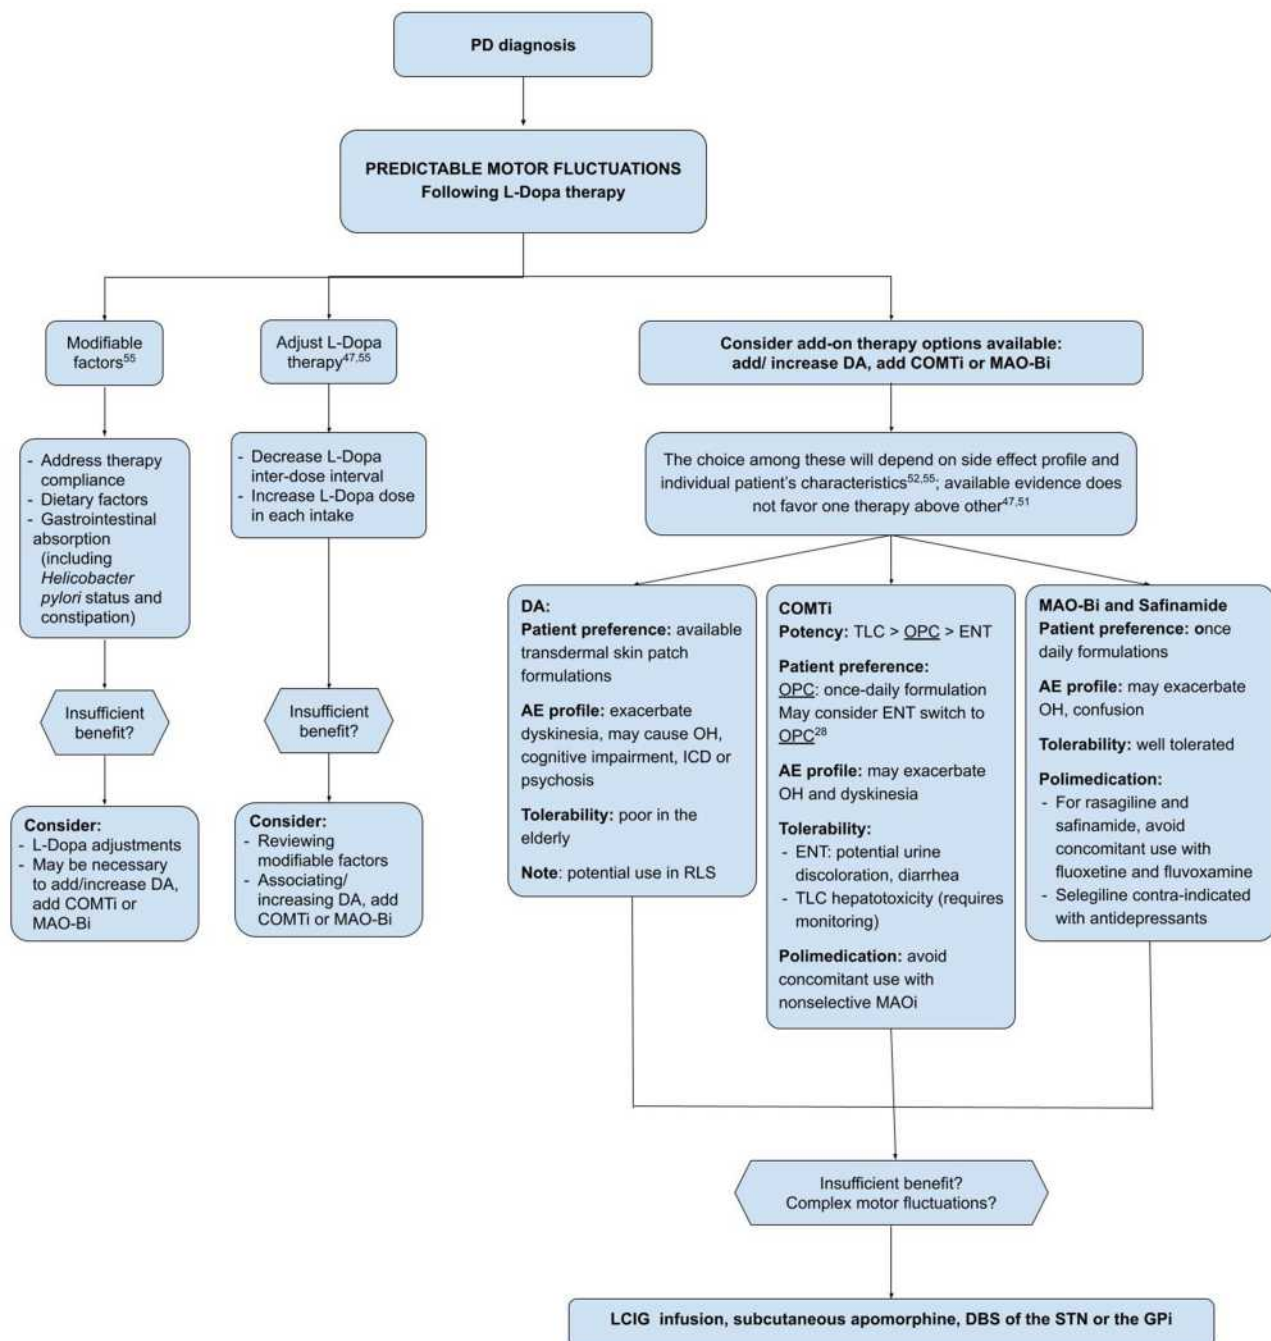 PD diagnosis
PREDICTABLE MOTOR FLUCTUATIONS
Following L-Dopa therapy
Modifiable
factors55
Adjust L-Dopa
therapy47,55
Consider add-on therapy options available:
add/ increase DA, add COMTi or MAO-Bi
- Address therapy
compliance
- Dietary factors
- Gastrointestinal
absorption
(including
Helicobacter
pylori status and
constipation)
- Decrease L-Dopa
inter-dose interval
- Increase L-Dopa dose
in each intake
The choice among these will depend on side effect profile and
individual patient's characteristics52,55; available evidence does
not favor one therapy above other47,51
Insufficient
benefit?
Insufficient
benefit?
Consider:
- L-Dopa adjustments
- May be necessary
to add/increase DA,
add COMTi or
MAO-Bi
Consider:
- Reviewing
modifiable factors
- Associating/
increasing DA, add
COMTi or MAO-Bi
DA:
Patient preference: available
transdermal skin patch
formulations
AE profile: exacerbate
dyskinesia, may cause OH,
cognitive impairment, ICD or
psychosis
Tolerability: poor in the
elderly
Note: potential use in RLS
COMTi
Potency: TLC > OPC > ENT
Patient preference:
OPC: once-daily formulation
May consider ENT switch to
OPC28
AE profile: may exacerbate
OH and dyskinesia
Tolerability:
- ENT: potential urine
discoloration, diarrhea
- TLC hepatotoxicity (requires
monitoring)
Polimedication: avoid
concomitant use with
nonselective MAOi
MAO-Bi and Safinamide
Patient preference: once
daily formulations
AE profile: may exacerbate
OH, confusion
Tolerability: well tolerated
Polimedication:
- For rasagiline and
safinamide, avoid
concomitant use with
fluoxetine and fluvoxamine
- Selegiline contra-indicated
with antidepressants
Insufficient benefit?
Complex motor fluctuations?
LCIG infusion, subcutaneous apomorphine, DBS of the STN or the GPi